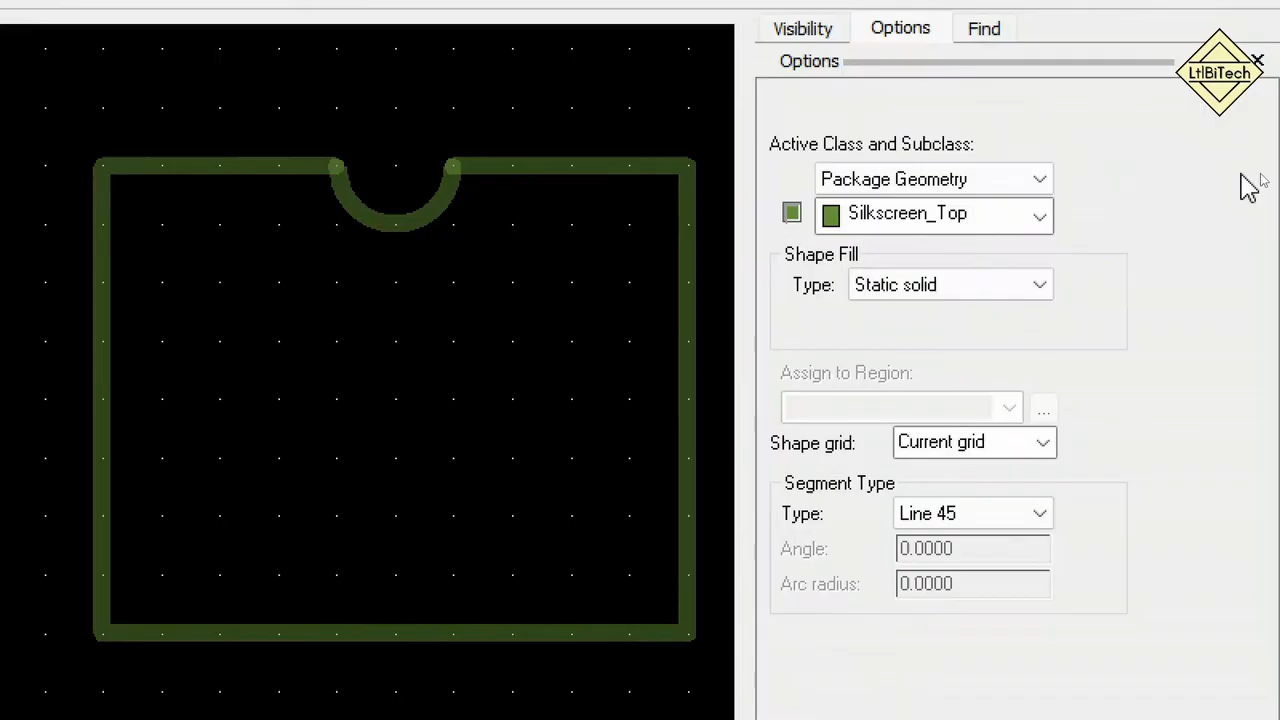 Visibility
Options
Find
Options
LtlBiTech
Active Class and Subclass:
Package Geometry
Silkscreen_Top
Shape Fill
Type: Static solid
Assign to Region:
...
Shape grid: Current grid
Segment Type
Type: Line 45
Angle: 0.0000
Arc radius: 0.0000